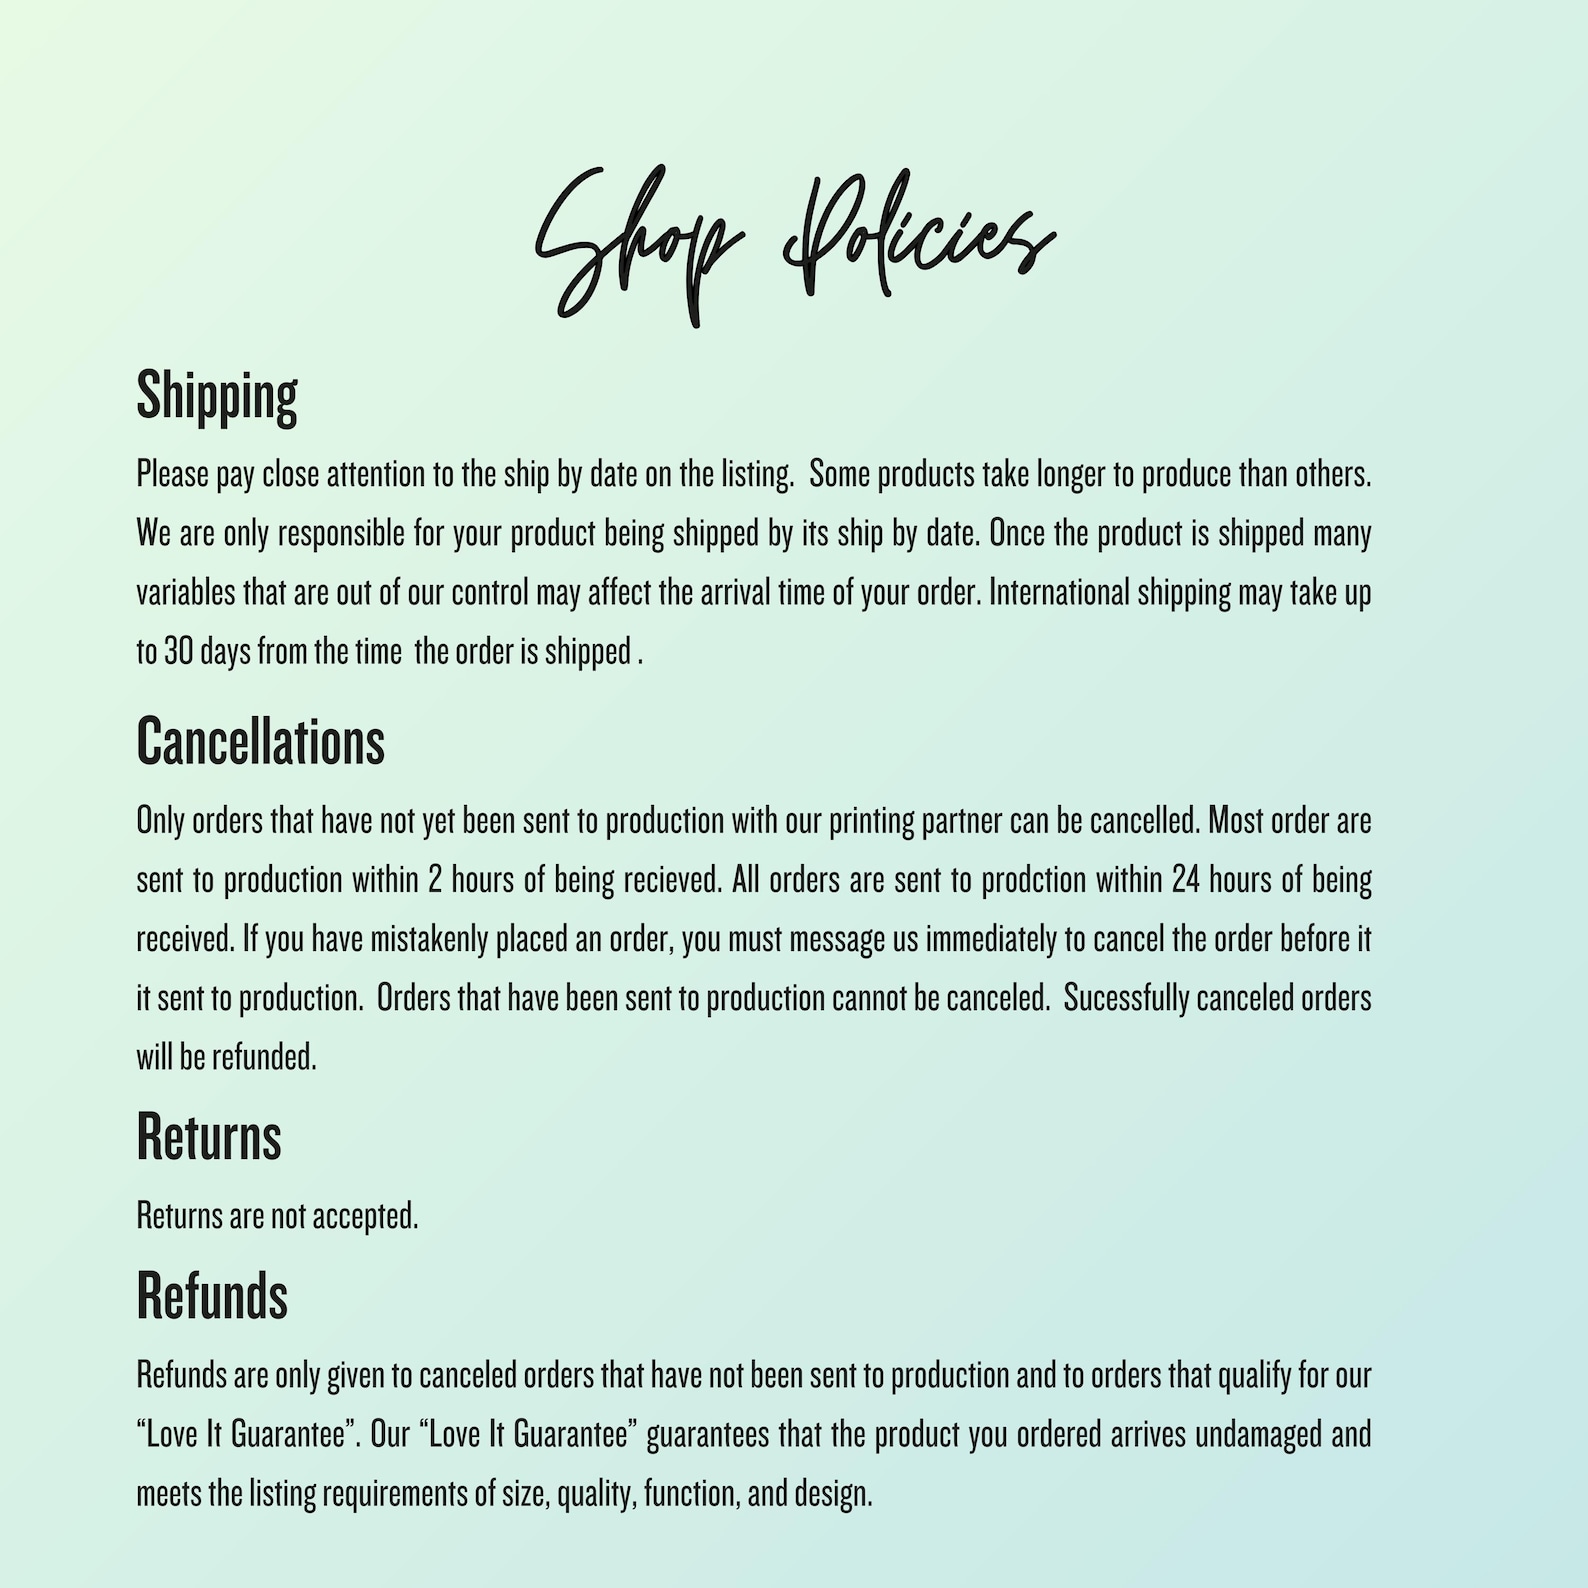 Shop Policies
Shipping
Please pay close attention to the ship by date on the listing.  Some products take longer to produce than others.
We are only responsible for your product being shipped by its ship by date. Once the product is shipped many
variables that are out of our control may affect the arrival time of your order. International shipping may take up
to 30 days from the time  the order is shipped .
Cancellations
Only orders that have not yet been sent to production with our printing partner can be cancelled. Most order are
sent to production within 2 hours of being recieved. All orders are sent to prodction within 24 hours of being
received. If you have mistakenly placed an order, you must message us immediately to cancel the order before it
it sent to production.  Orders that have been sent to production cannot be canceled.  Sucessfully canceled orders
will be refunded.
Returns
Returns are not accepted.
Refunds
Refunds are only given to canceled orders that have not been sent to production and to orders that qualify for our
“Love It Guarantee”. Our “Love It Guarantee” guarantees that the product you ordered arrives undamaged and
meets the listing requirements of size, quality, function, and design.